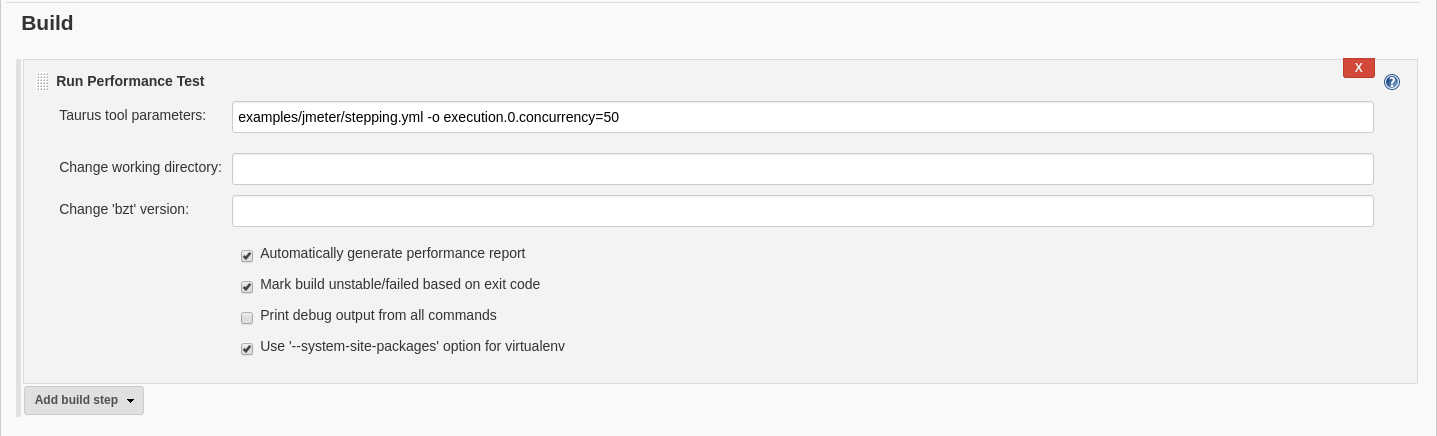 Build
X
Run Performance Test
?
Taurus tool parameters:
examples/jmeter/stepping.yml -o execution.0.concurrency=50
Change working directory:
Change 'bzt' version:
Automatically generate performance report
Mark build unstable/failed based on exit code
Print debug output from all commands
Use '--system-site-packages' option for virtualenv
Add build step